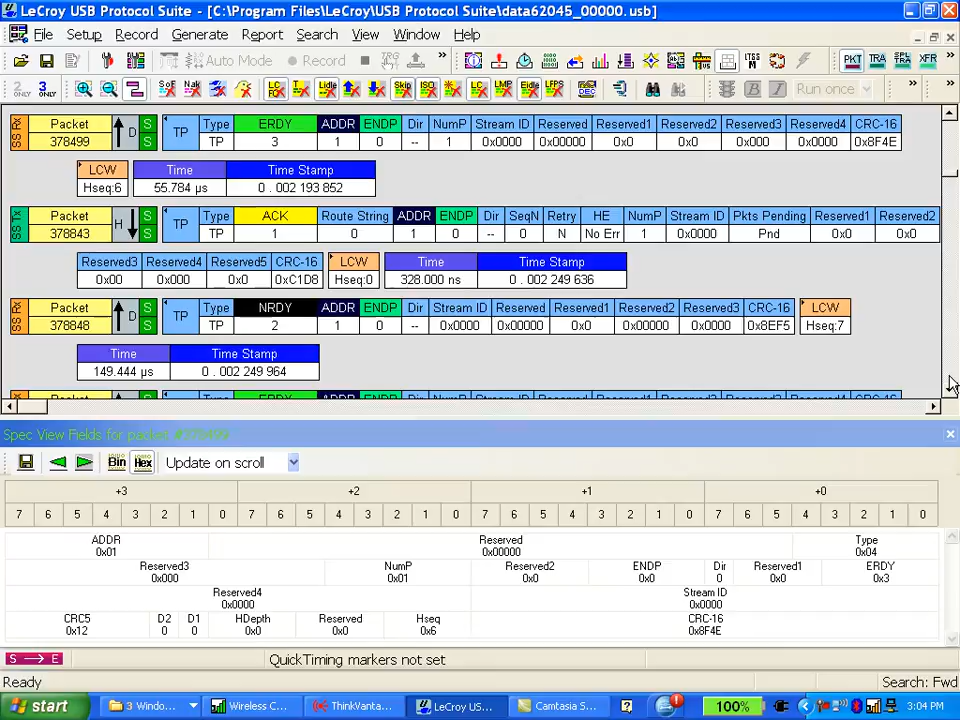 LeCroy USB Protocol Suite - [C:\Program Files\LeCroy\USB Protocol Suite\data62045_00000.usb]
File Setup Record Generate Report Search View Window Help
Auto Mode Record PKT TRA XFR
Run once
SS Rx Packet D S TP Type ERDY ADDR ENDP Dir NumP Stream ID Reserved Reserved1 Reserved2 Reserved3 Reserved4 CRC-16
378499 S TP 3 1 0 -- 1 0x0000 0x00000 0x0 0x0 0x000 0x0000 0x8F4E
LCW Time Time Stamp
Hseq:6 55.784 µs 0 . 002 193 852
SS Tx Packet H S TP Type ACK Route String ADDR ENDP Dir SeqN Retry HE NumP Stream ID Pkts Pending Reserved1 Reserved2
378843 S TP 1 0 1 0 -- 0 N No Err 1 0x0000 Pnd 0x0 0x0
Reserved3 Reserved4 Reserved5 CRC-16 LCW Time Time Stamp
0x00 0x000 0x0 0xC1D8 Hseq:0 328.000 ns 0 . 002 249 636
SS Rx Packet D S TP Type NRDY ADDR ENDP Dir Stream ID Reserved Reserved1 Reserved2 Reserved3 CRC-16 LCW
378848 S TP 2 1 0 -- 0x0000 0x00000 0x0 0x00000 0x0000 0x8EF5 Hseq:7
Time Time Stamp
149.444 µs 0 . 002 249 964
Spec View Fields for packet #378499
Bin Hex Update on scroll
+3 +2 +1 +0
7 6 5 4 3 2 1 0 7 6 5 4 3 2 1 0 7 6 5 4 3 2 1 0 7 6 5 4 3 2 1 0
ADDR Reserved Type
0x01 0x00000 0x04
Reserved3 NumP Reserved2 ENDP Dir Reserved1 ERDY
0x000 0x01 0x0 0x0 0 0x0 0x3
Reserved4 Stream ID
0x0000 0x0000
CRC5 D2 D1 HDepth Reserved Hseq CRC-16
0x12 0 0 0x0 0x0 0x6 0x8F4E
S E QuickTiming markers not set
Ready Search: Fwd
start 3 Windo... Wireless C... ThinkVanta... LeCroy US... Camtasia S... 100% 3:04 PM